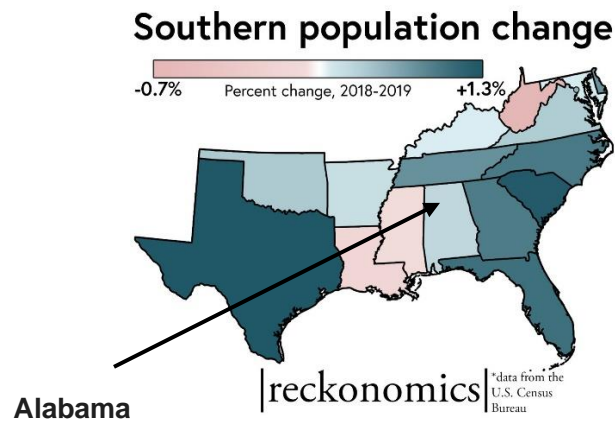 Southern population change
-0.7% Percent change, 2018-2019 +1.3%
|reckonomics|
*data from the
U.S. Census
Bureau
Alabama